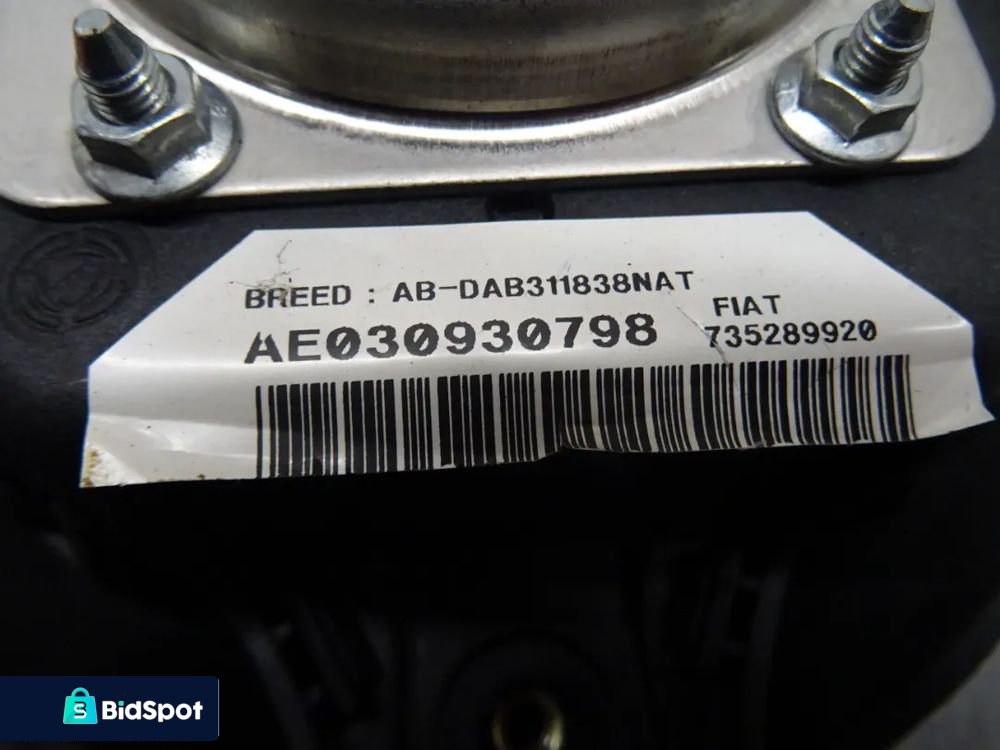 BREED : AB-DAB311838NAT
FIAT
AE030930798
735289920
BidSpot